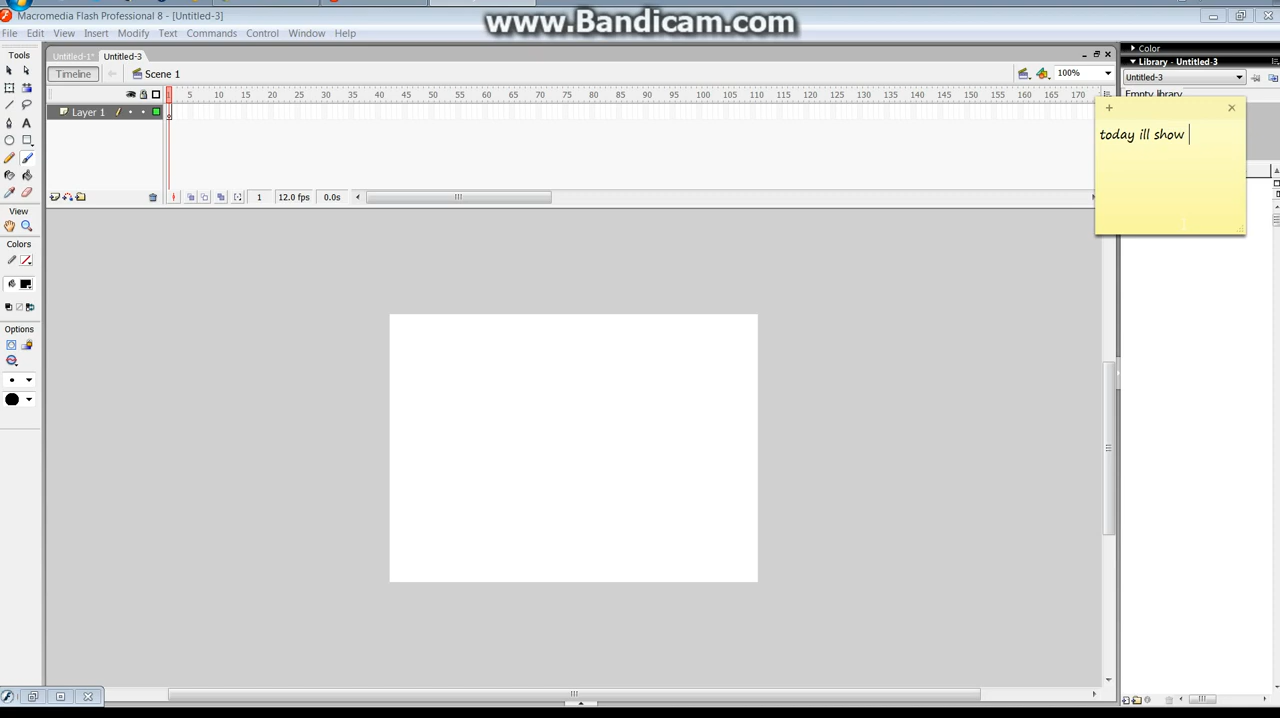 www.Bandicam.com
Macromedia Flash Professional 8 - [Untitled-3]
File Edit View Insert Modify Text Commands Control Window Help
Tools
Untitled-1* Untitled-3
Timeline Scene 1 100%
5 10 15 20 25 30 35 40 45 50 55 60 65 70 75 80 85 90 95 100 105 110 115 120 125 130 135 140 145 150 155 160 165 170
Layer 1
1 12.0 fps 0.0s
View
Colors
Options
Color
Library - Untitled-3
Untitled-3
Empty library
today ill show